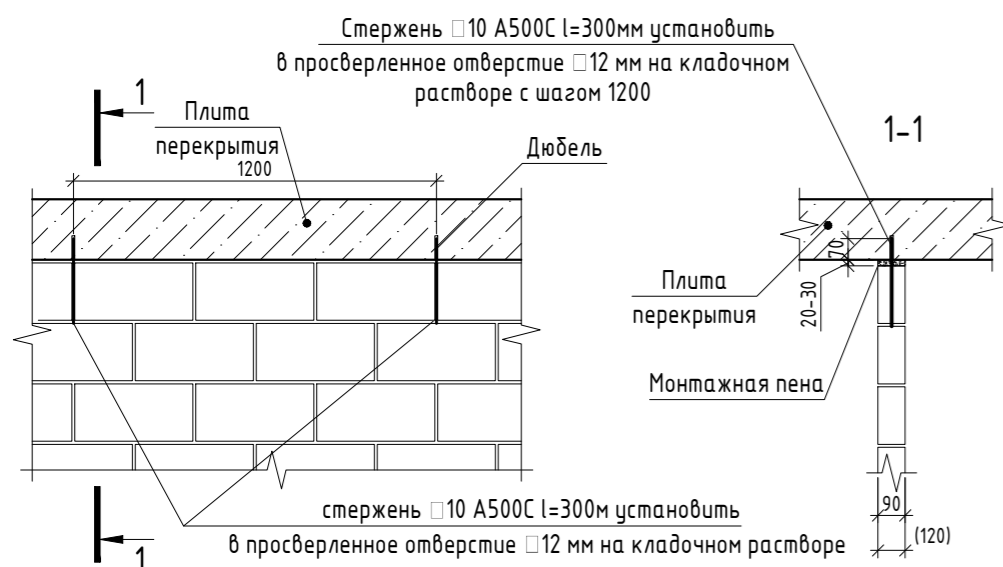 Стержень □10 А500С l=300мм установить
в просверленное отверстие □12 мм на кладочном
растворе с шагом 1200
1
Плита
перекрытия
1200
Дюбель
1-1
70
20-30
Плита
перекрытия
Монтажная пена
90
(120)
стержень □10 А500С l=300м установить
в просверленное отверстие □12 мм на кладочном растворе
1